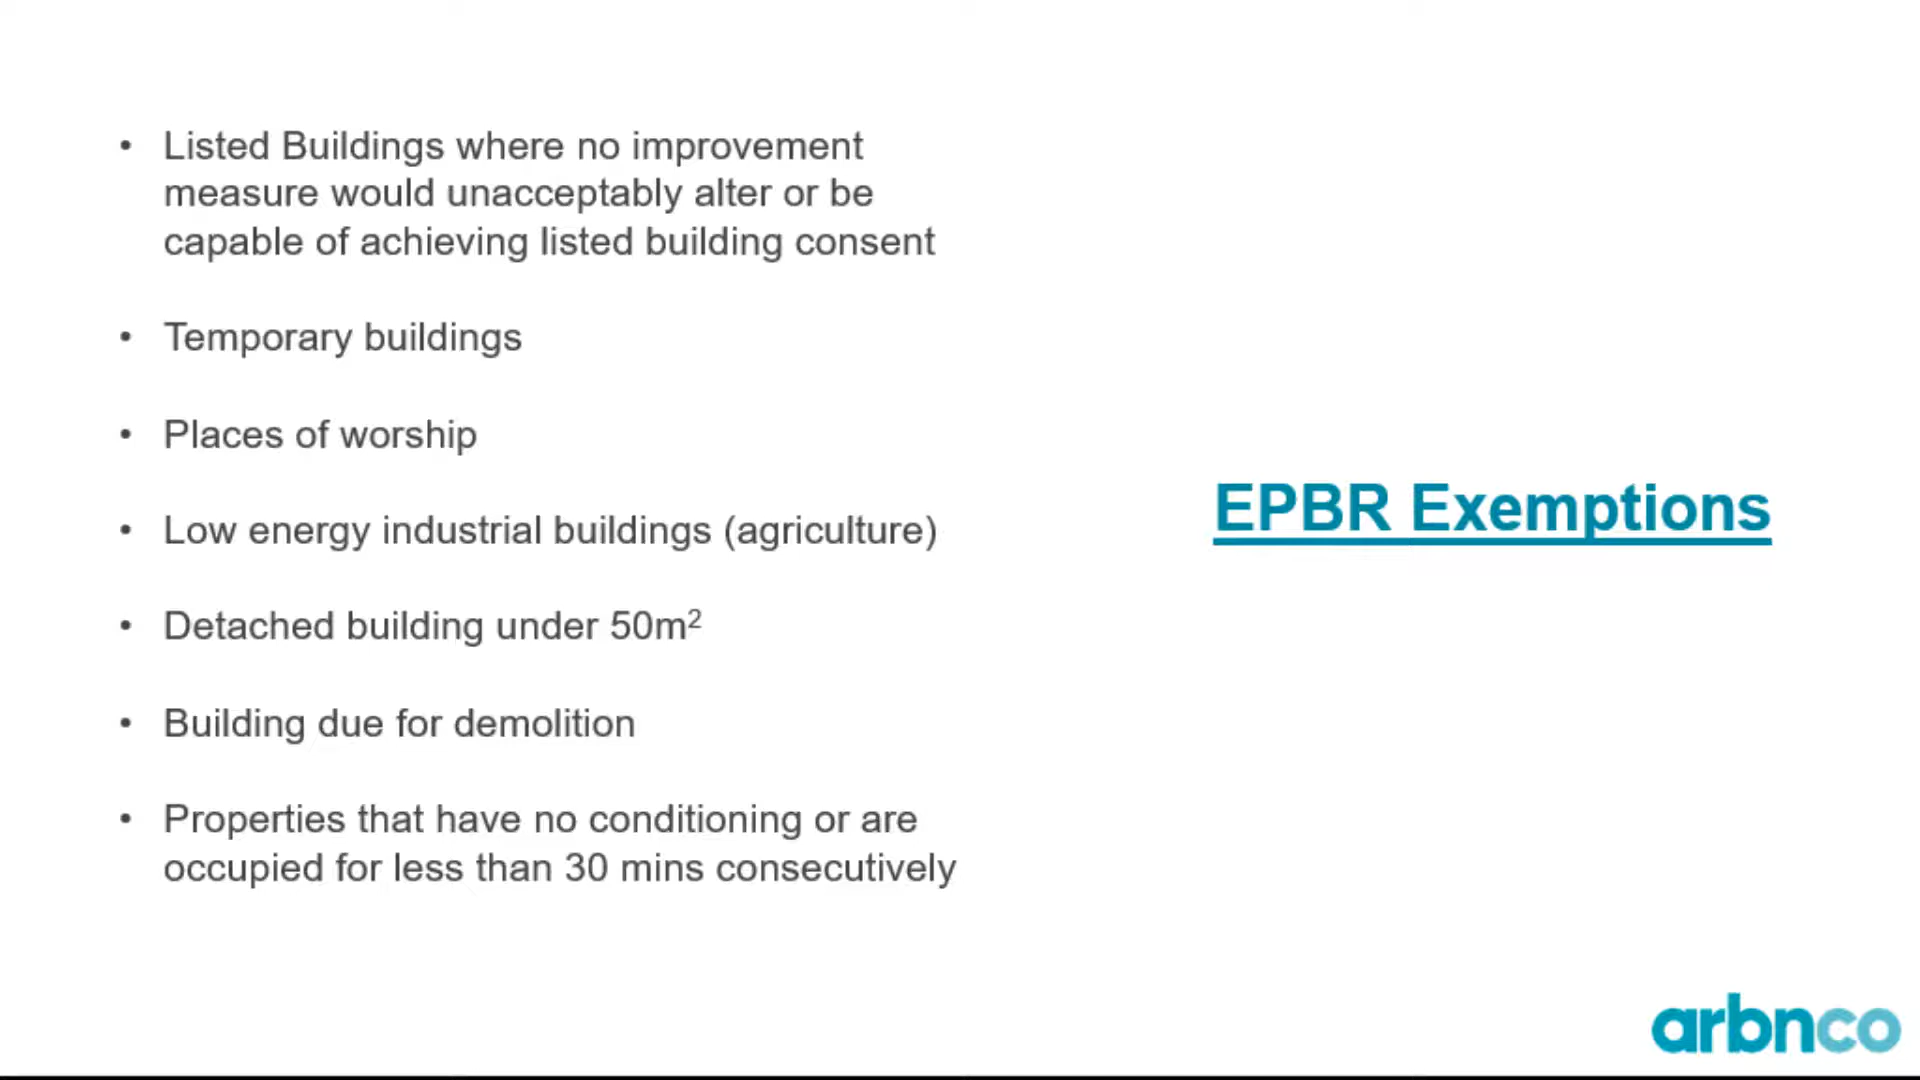 • Listed Buildings where no improvement
measure would unacceptably alter or be
capable of achieving listed building consent
• Temporary buildings
• Places of worship
• Low energy industrial buildings (agriculture)
• Detached building under 50m²
• Building due for demolition
• Properties that have no conditioning or are
occupied for less than 30 mins consecutively
EPBR Exemptions
arbnco